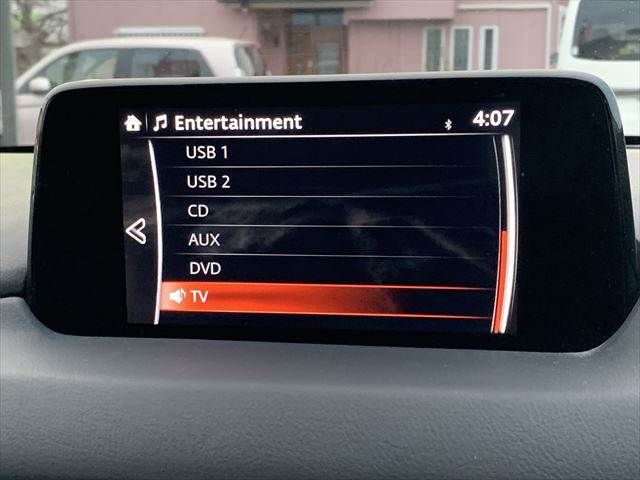 Entertainment 4:07
USB 1
USB 2
CD
AUX
DVD
TV